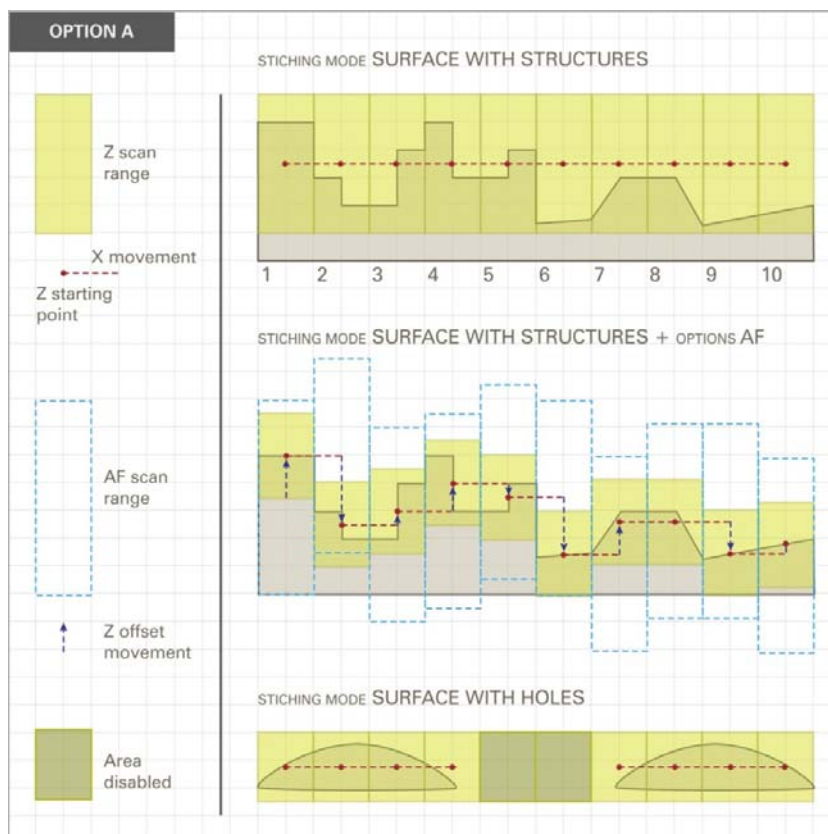 OPTION A
STICHING MODE SURFACE WITH STRUCTURES
Z scan
range
X movement
Z starting
point
1 2 3 4 5 6 7 8 9 10
STICHING MODE SURFACE WITH STRUCTURES + OPTIONS AF
AF scan
range
Z offset
movement
STICHING MODE SURFACE WITH HOLES
Area
disabled